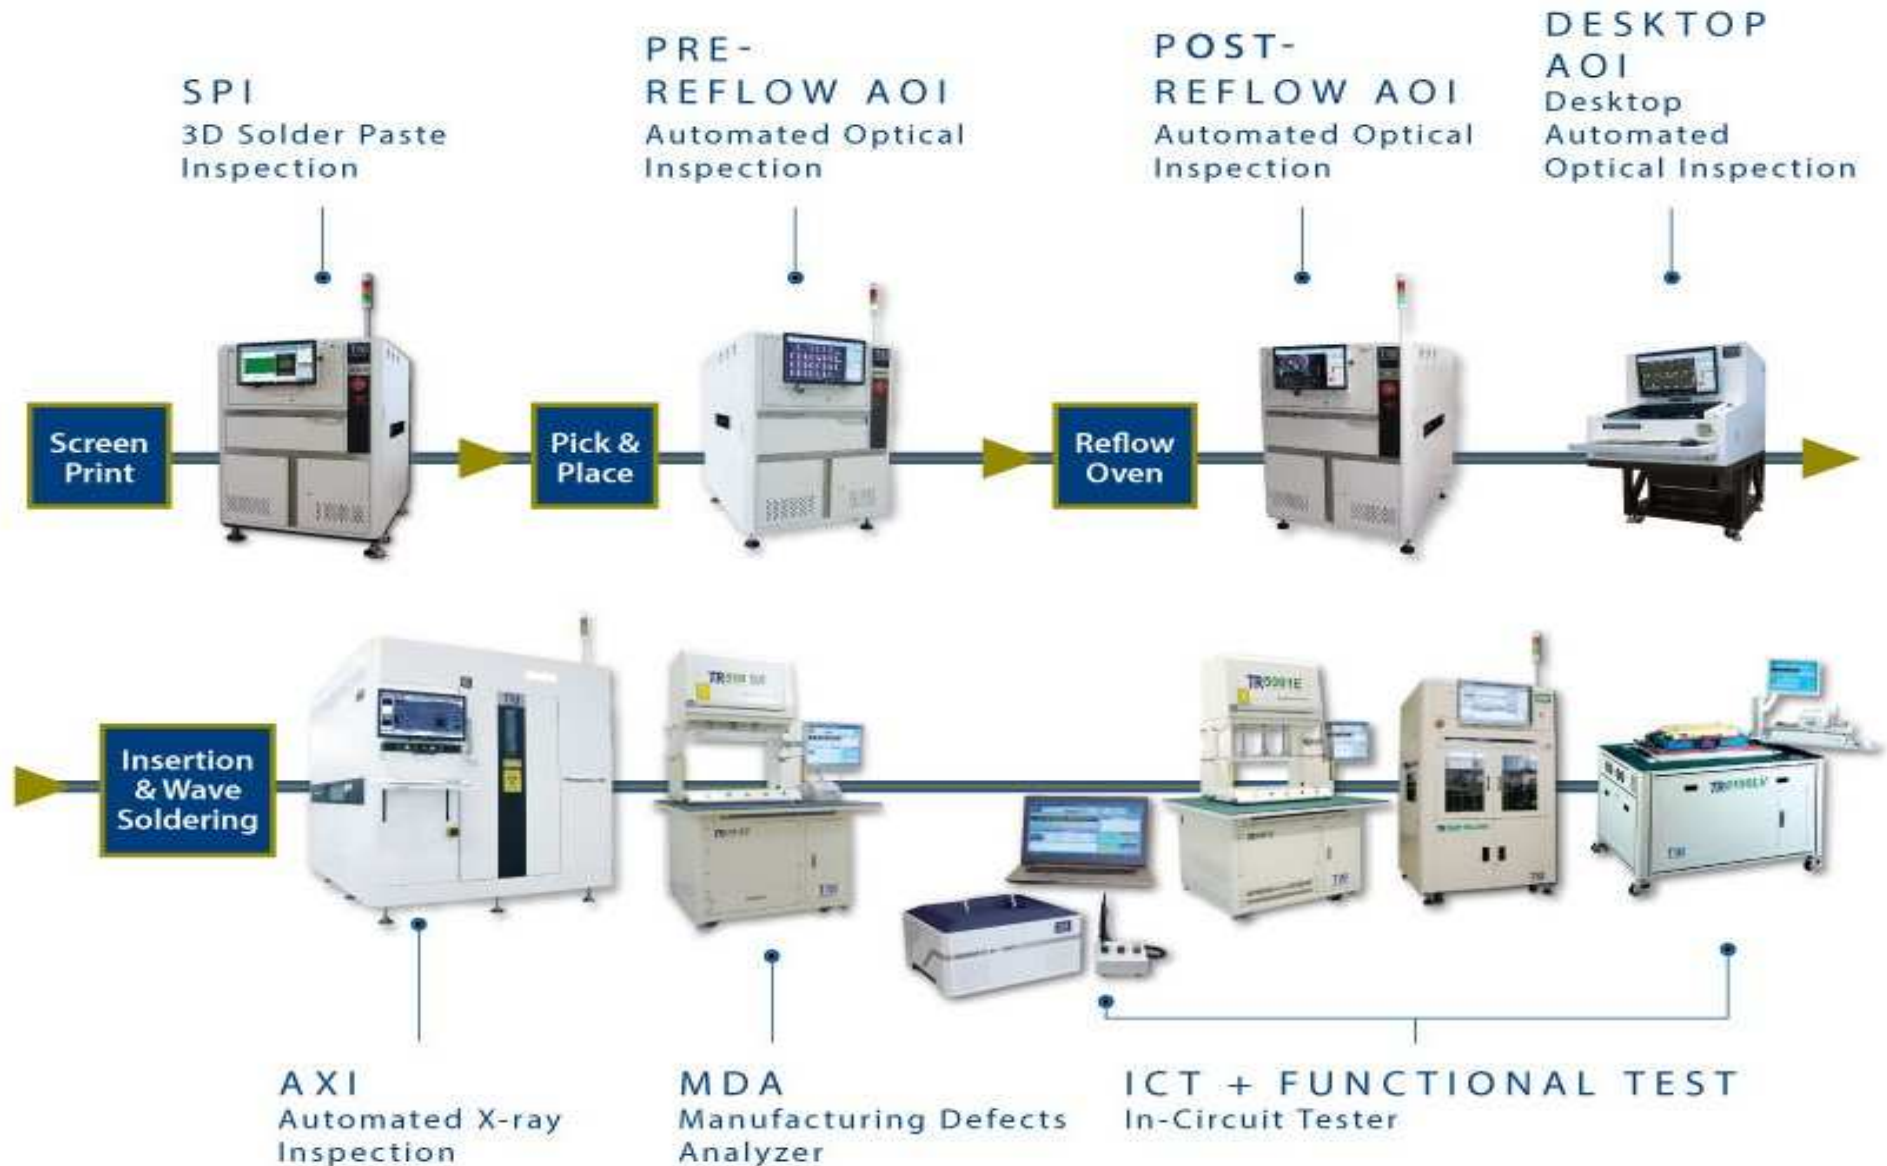 SPI
3D Solder Paste
Inspection
PRE-
REFLOW AOI
Automated Optical
Inspection
POST-
REFLOW AOI
Automated Optical
Inspection
DESKTOP
AOI
Desktop
Automated
Optical Inspection
Screen
Print
Pick &
Place
Reflow
Oven
Insertion
& Wave
Soldering
TR5001E
AXI
Automated X-ray
Inspection
MDA
Manufacturing Defects
Analyzer
ICT + FUNCTIONAL TEST
In-Circuit Tester